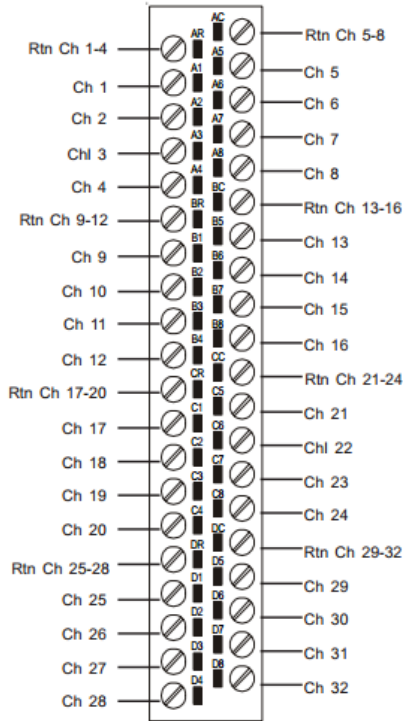 AC
Rtn Ch 5-8
AR
Rtn Ch 1-4
A5
Ch 5
A1
Ch 1
A6
Ch 6
A2
Ch 2
A7
Ch 7
A3
Chl 3
A8
Ch 8
A4
Ch 4
BC
Rtn Ch 13-16
BR
Rtn Ch 9-12
B5
Ch 13
B1
Ch 9
B6
Ch 14
B2
Ch 10
B7
Ch 15
B3
Ch 11
B8
Ch 16
B4
Ch 12
CC
Rtn Ch 21-24
CR
Rtn Ch 17-20
C5
Ch 21
C1
Ch 17
C6
Chl 22
C2
Ch 18
C7
Ch 23
C3
Ch 19
C8
Ch 24
C4
Ch 20
DC
Rtn Ch 29-32
DR
Rtn Ch 25-28
D5
Ch 29
D1
Ch 25
D6
Ch 30
D2
Ch 26
D7
Ch 31
D3
Ch 27
D8
Ch 32
D4
Ch 28